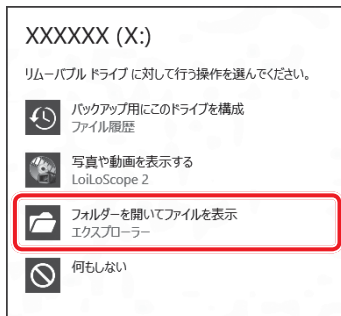 XXXXXX (X:)
リムーバブル ドライブ に対して行う操作を選んでください。
バックアップ用にこのドライブを構成
ファイル履歴
写真や動画を表示する
LoiLoScope 2
フォルダーを開いてファイルを表示
エクスプローラー
何もしない